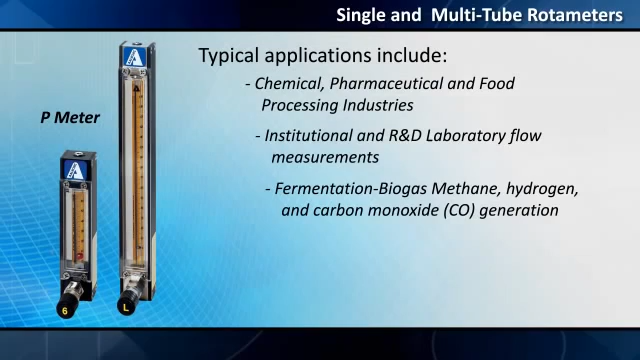 Single and Multi-Tube Rotameters
Typical applications include:
- Chemical, Pharmaceutical and Food
Processing Industries
P Meter
- Institutional and R&D Laboratory flow
measurements
- Fermentation-Biogas Methane, hydrogen,
and carbon monoxide (CO) generation
6
L